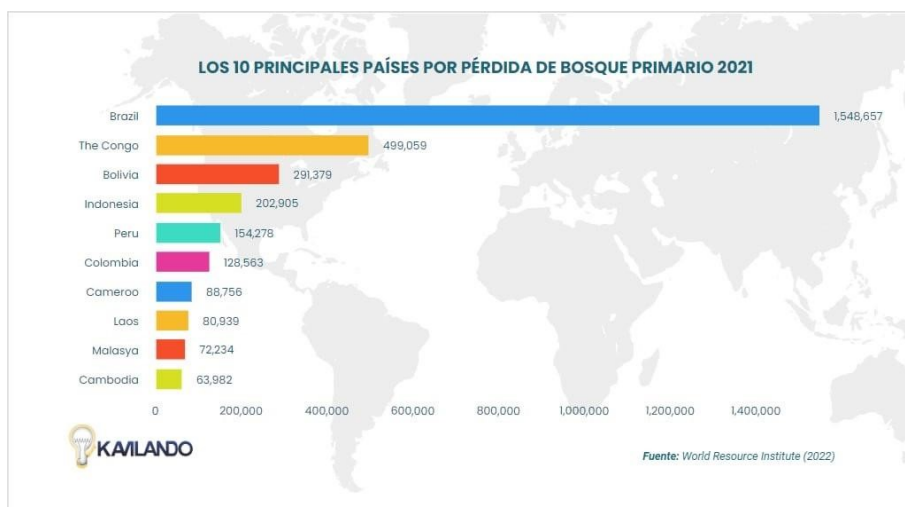 LOS 10 PRINCIPALES PAÍSES POR PÉRDIDA DE BOSQUE PRIMARIO 2021
Brazil 1,548,657
The Congo 499,059
Bolivia 291,379
Indonesia 202,905
Peru 154,278
Colombia 128,563
Cameroo 88,756
Laos 80,939
Malasya 72,234
Cambodia 63,982
0 200,000 400,000 600,000 800,000 1,000,000 1,200,000 1,400,000
KAVILANDO
Fuente: World Resource Institute (2022)